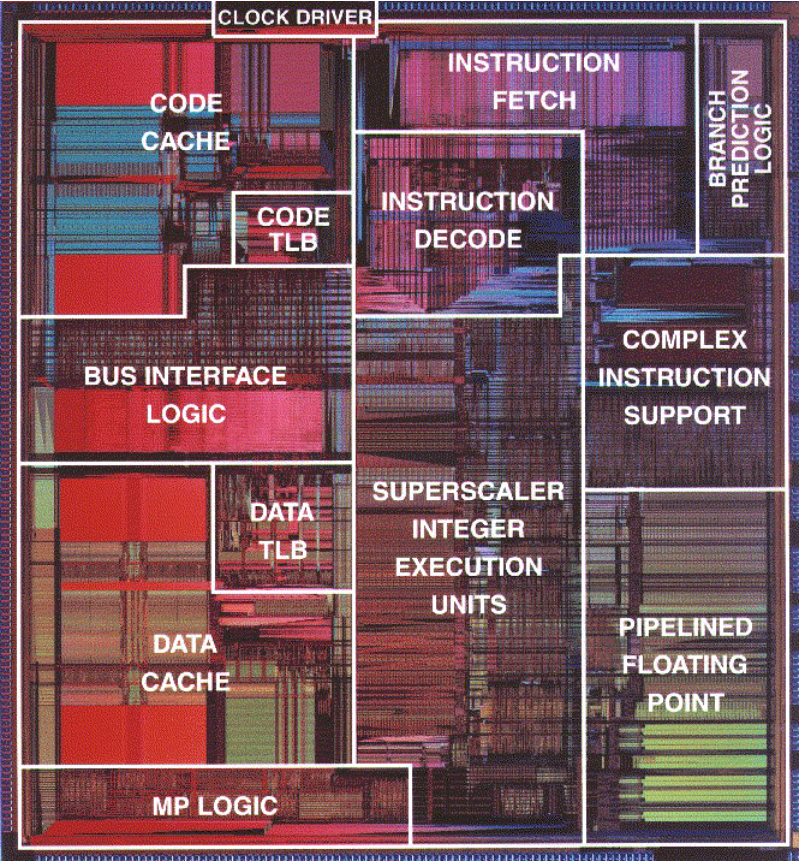 CLOCK DRIVER
CODE
CACHE
INSTRUCTION
FETCH
BRANCH
PREDICTION
LOGIC
CODE
TLB
INSTRUCTION
DECODE
BUS INTERFACE
LOGIC
COMPLEX
INSTRUCTION
SUPPORT
DATA
TLB
SUPERSCALER
INTEGER
EXECUTION
UNITS
DATA
CACHE
PIPELINED
FLOATING
POINT
MP LOGIC